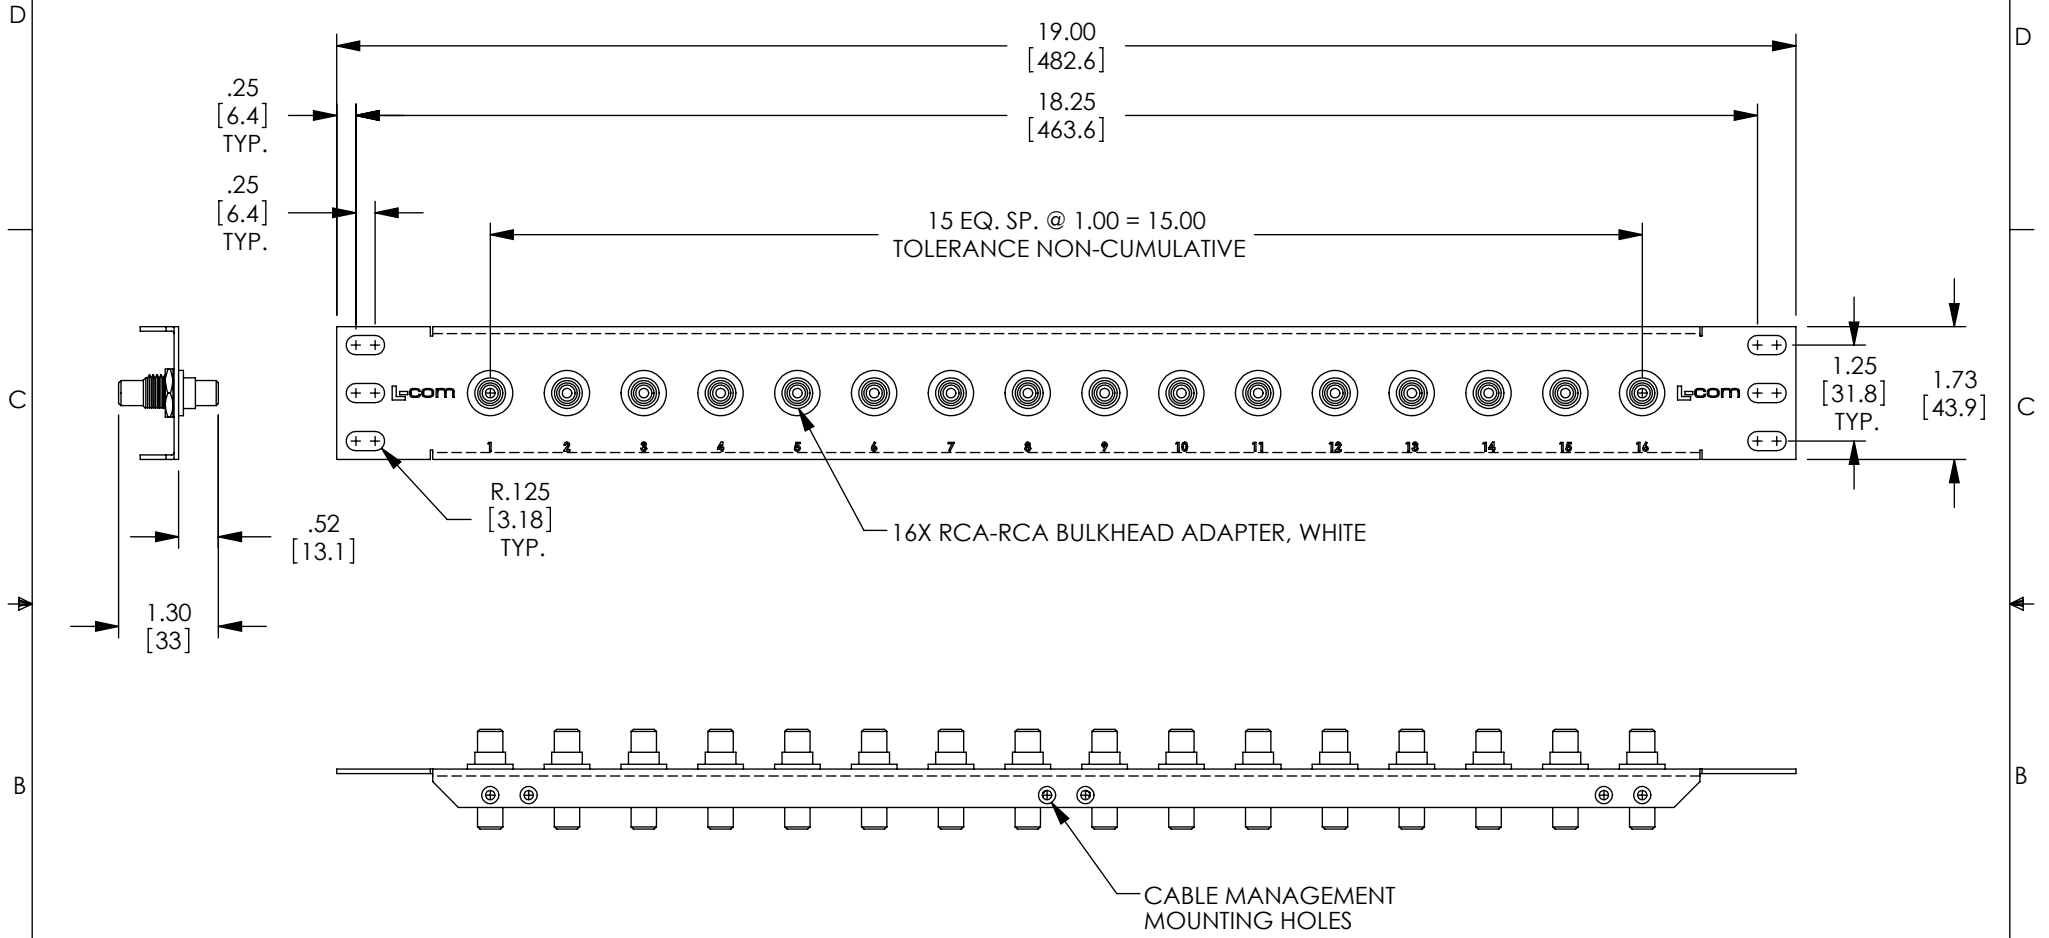 D
D
19.00
[482.6]
.25
[6.4]
TYP.
18.25
[463.6]
.25
[6.4]
TYP.
15 EQ. SP. @ 1.00 = 15.00
TOLERANCE NON-CUMULATIVE
C
C
L-com
L-com
1 2 3 4 5 6 7 8 9 10 11 12 13 14 15 16
1.25
[31.8]
TYP.
1.73
[43.9]
R.125
[3.18]
TYP.
.52
[13.1]
16X RCA-RCA BULKHEAD ADAPTER, WHITE
1.30
[33]
B
B
CABLE MANAGEMENT
MOUNTING HOLES